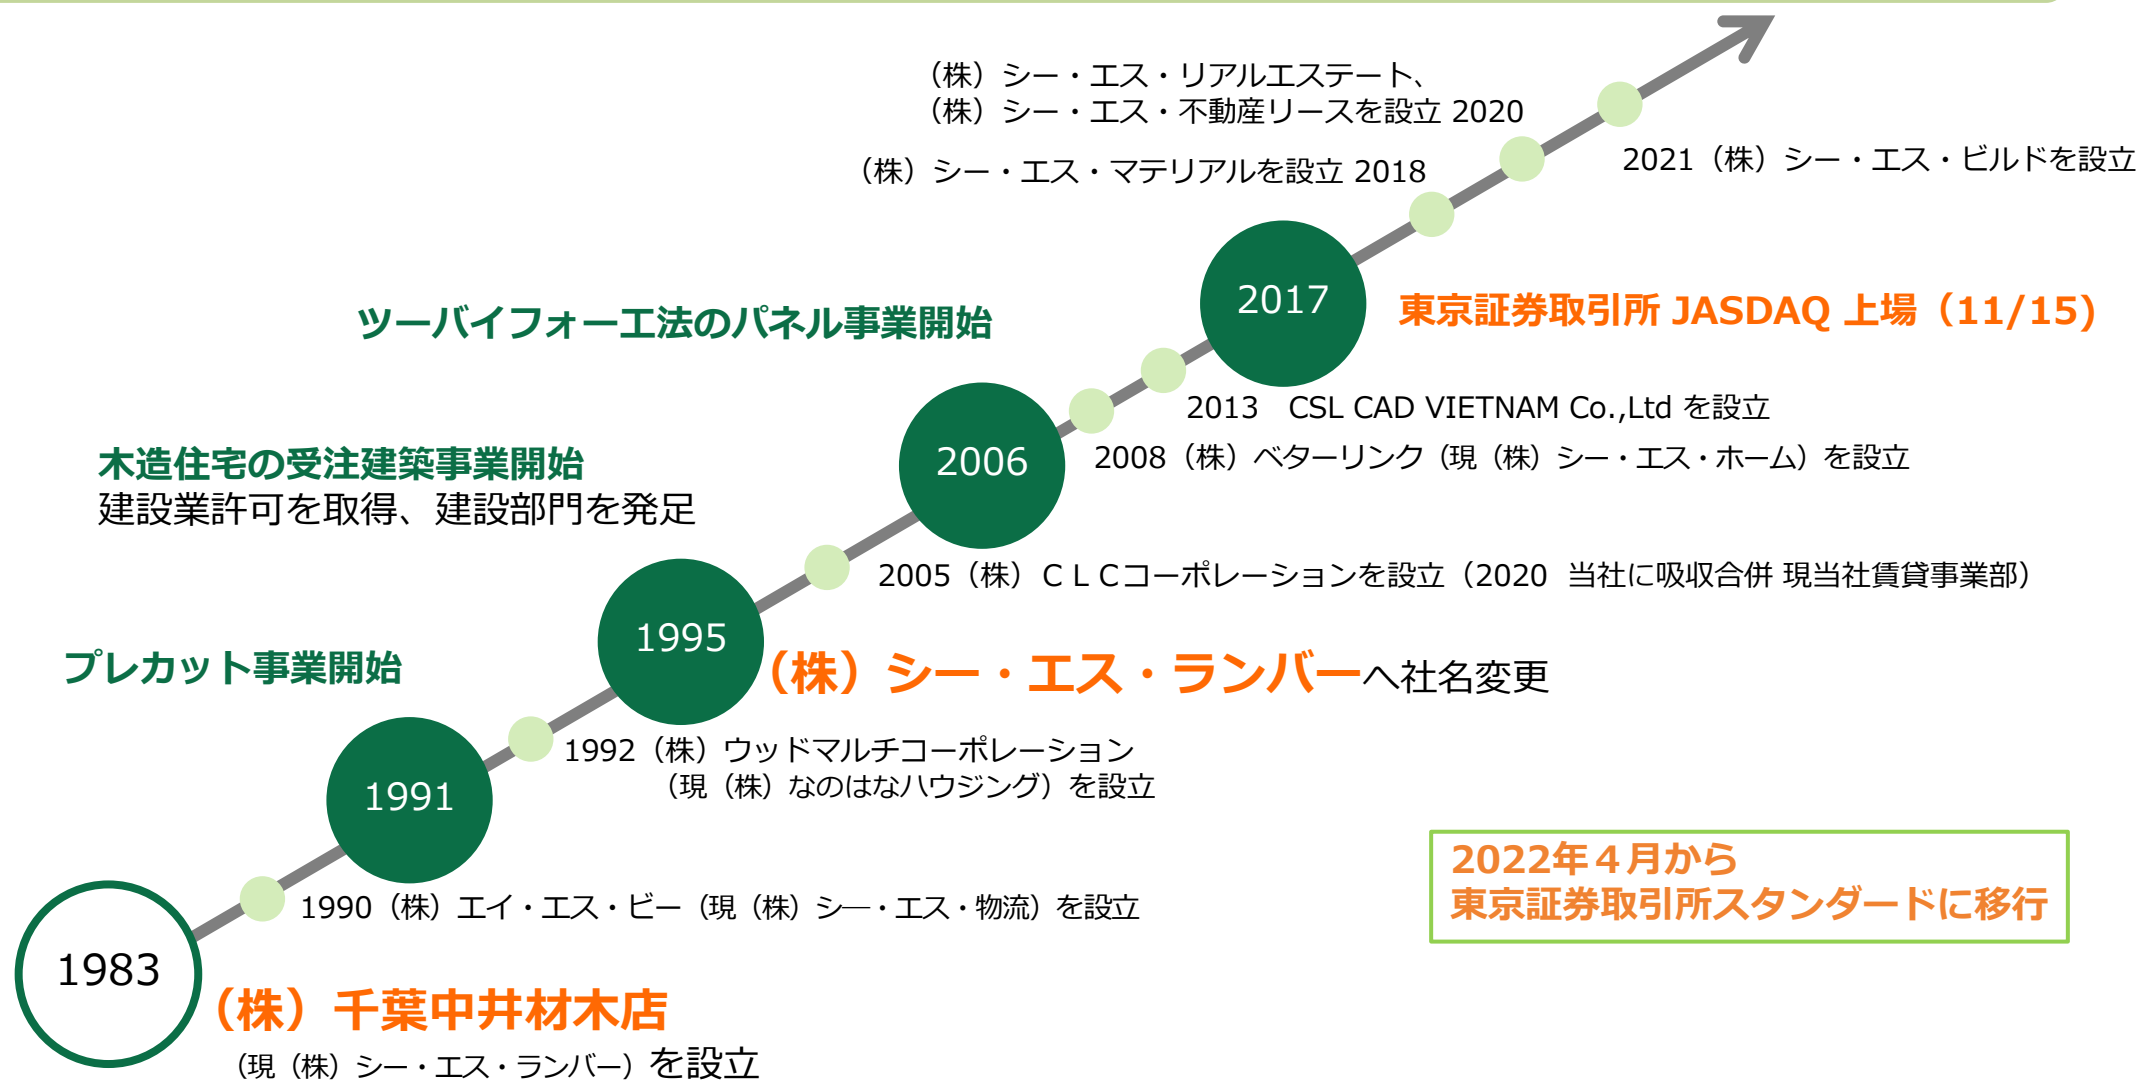 （株）シー・エス・リアルエステート、
（株）シー・エス・不動産リースを設立 2020
2021（株）シー・エス・ビルドを設立
（株）シー・エス・マテリアルを設立 2018
2017
東京証券取引所 JASDAQ 上場（11/15)
ツーバイフォー工法のパネル事業開始
2013　CSL CAD VIETNAM Co.,Ltd を設立
2006
2008（株）ベターリンク（現（株）シー・エス・ホーム）を設立
木造住宅の受注建築事業開始
建設業許可を取得、建設部門を発足
2005（株）ＣＬＣコーポレーションを設立（2020 当社に吸収合併 現当社賃貸事業部）
1995
（株）シー・エス・ランバーへ社名変更
プレカット事業開始
1992（株）ウッドマルチコーポレーション
（現（株）なのはなハウジング）を設立
1991
1990（株）エイ・エス・ビー（現（株）シ―・エス・物流）を設立
2022年４月から
東京証券取引所スタンダードに移行
1983
（株）千葉中井材木店
（現（株）シー・エス・ランバー）を設立